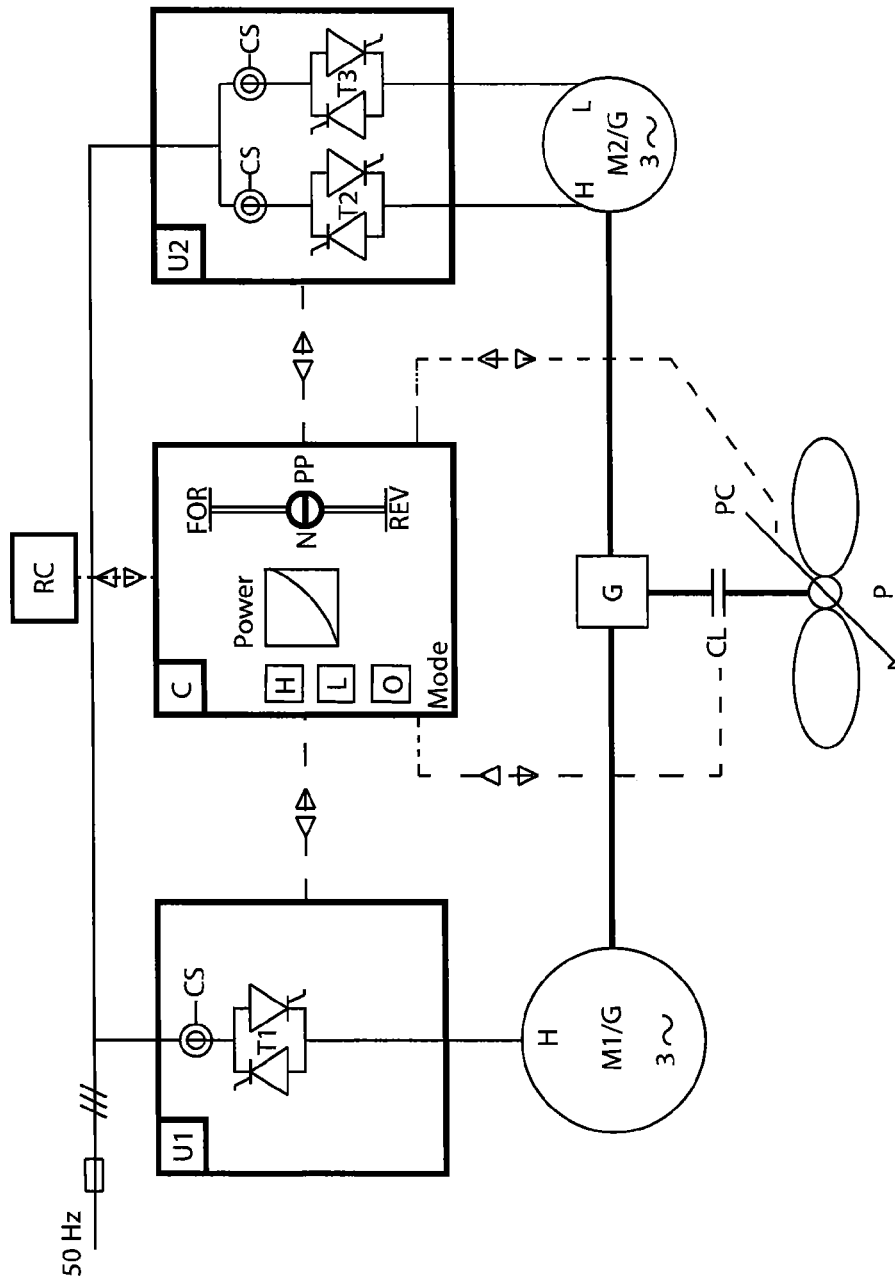 50 Hz
RC
U1
CS
T1
C
Power
H
L
O
Mode
FOR
N
PP
REV
U2
CS
CS
T2
T3
H
M1/G
3~
G
CL
PC
P
H
L
M2/G
3~